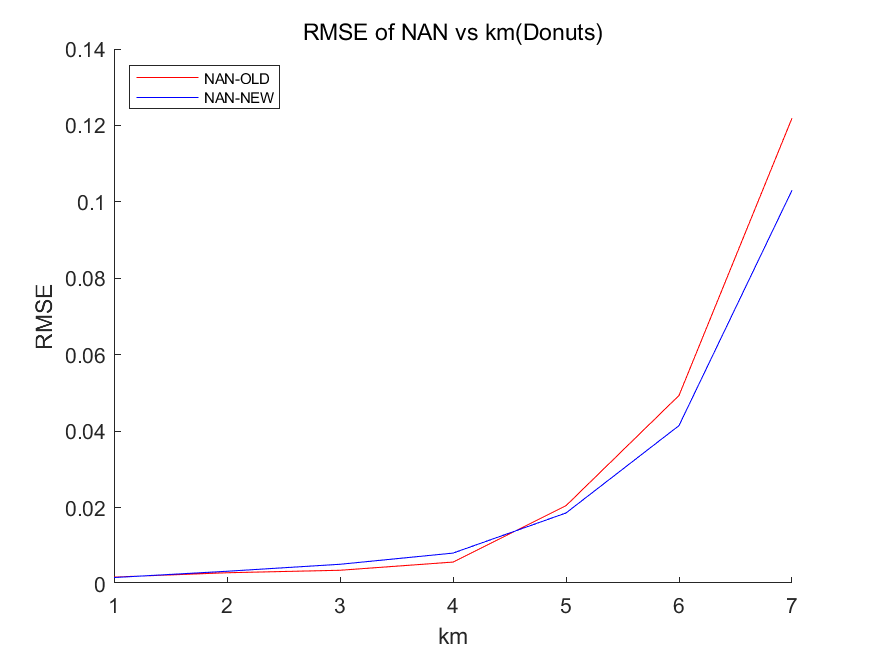 RMSE of NAN vs km(Donuts)
NAN-OLD
NAN-NEW
0.14
0.12
0.1
0.08
0.06
0.04
0.02
0
RMSE
1 2 3 4 5 6 7
km